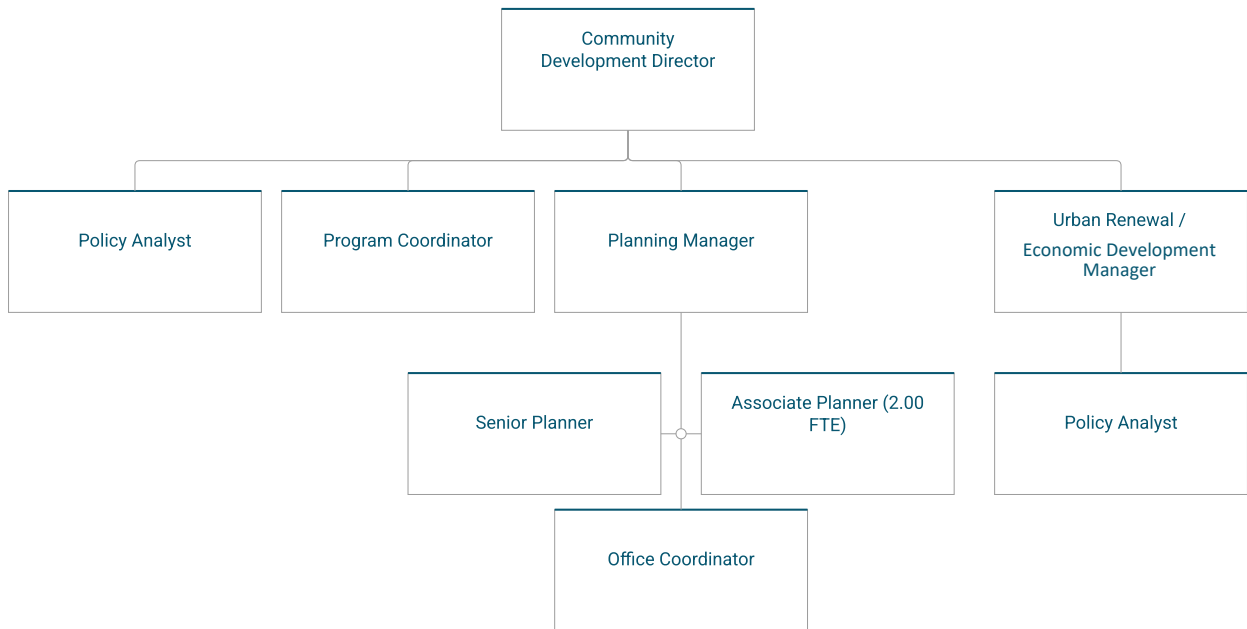 Community
Development Director
Policy Analyst
Program Coordinator
Planning Manager
Urban Renewal /
Economic Development
Manager
Senior Planner
Associate Planner (2.00
FTE)
Policy Analyst
Office Coordinator